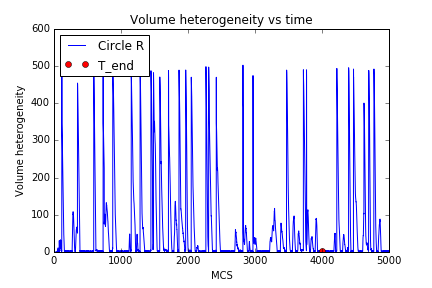 Volume heterogeneity vs time
600
500
400
300
200
100
0
Volume heterogeneity
Circle R
T_end
0
1000
2000
3000
4000
5000
MCS